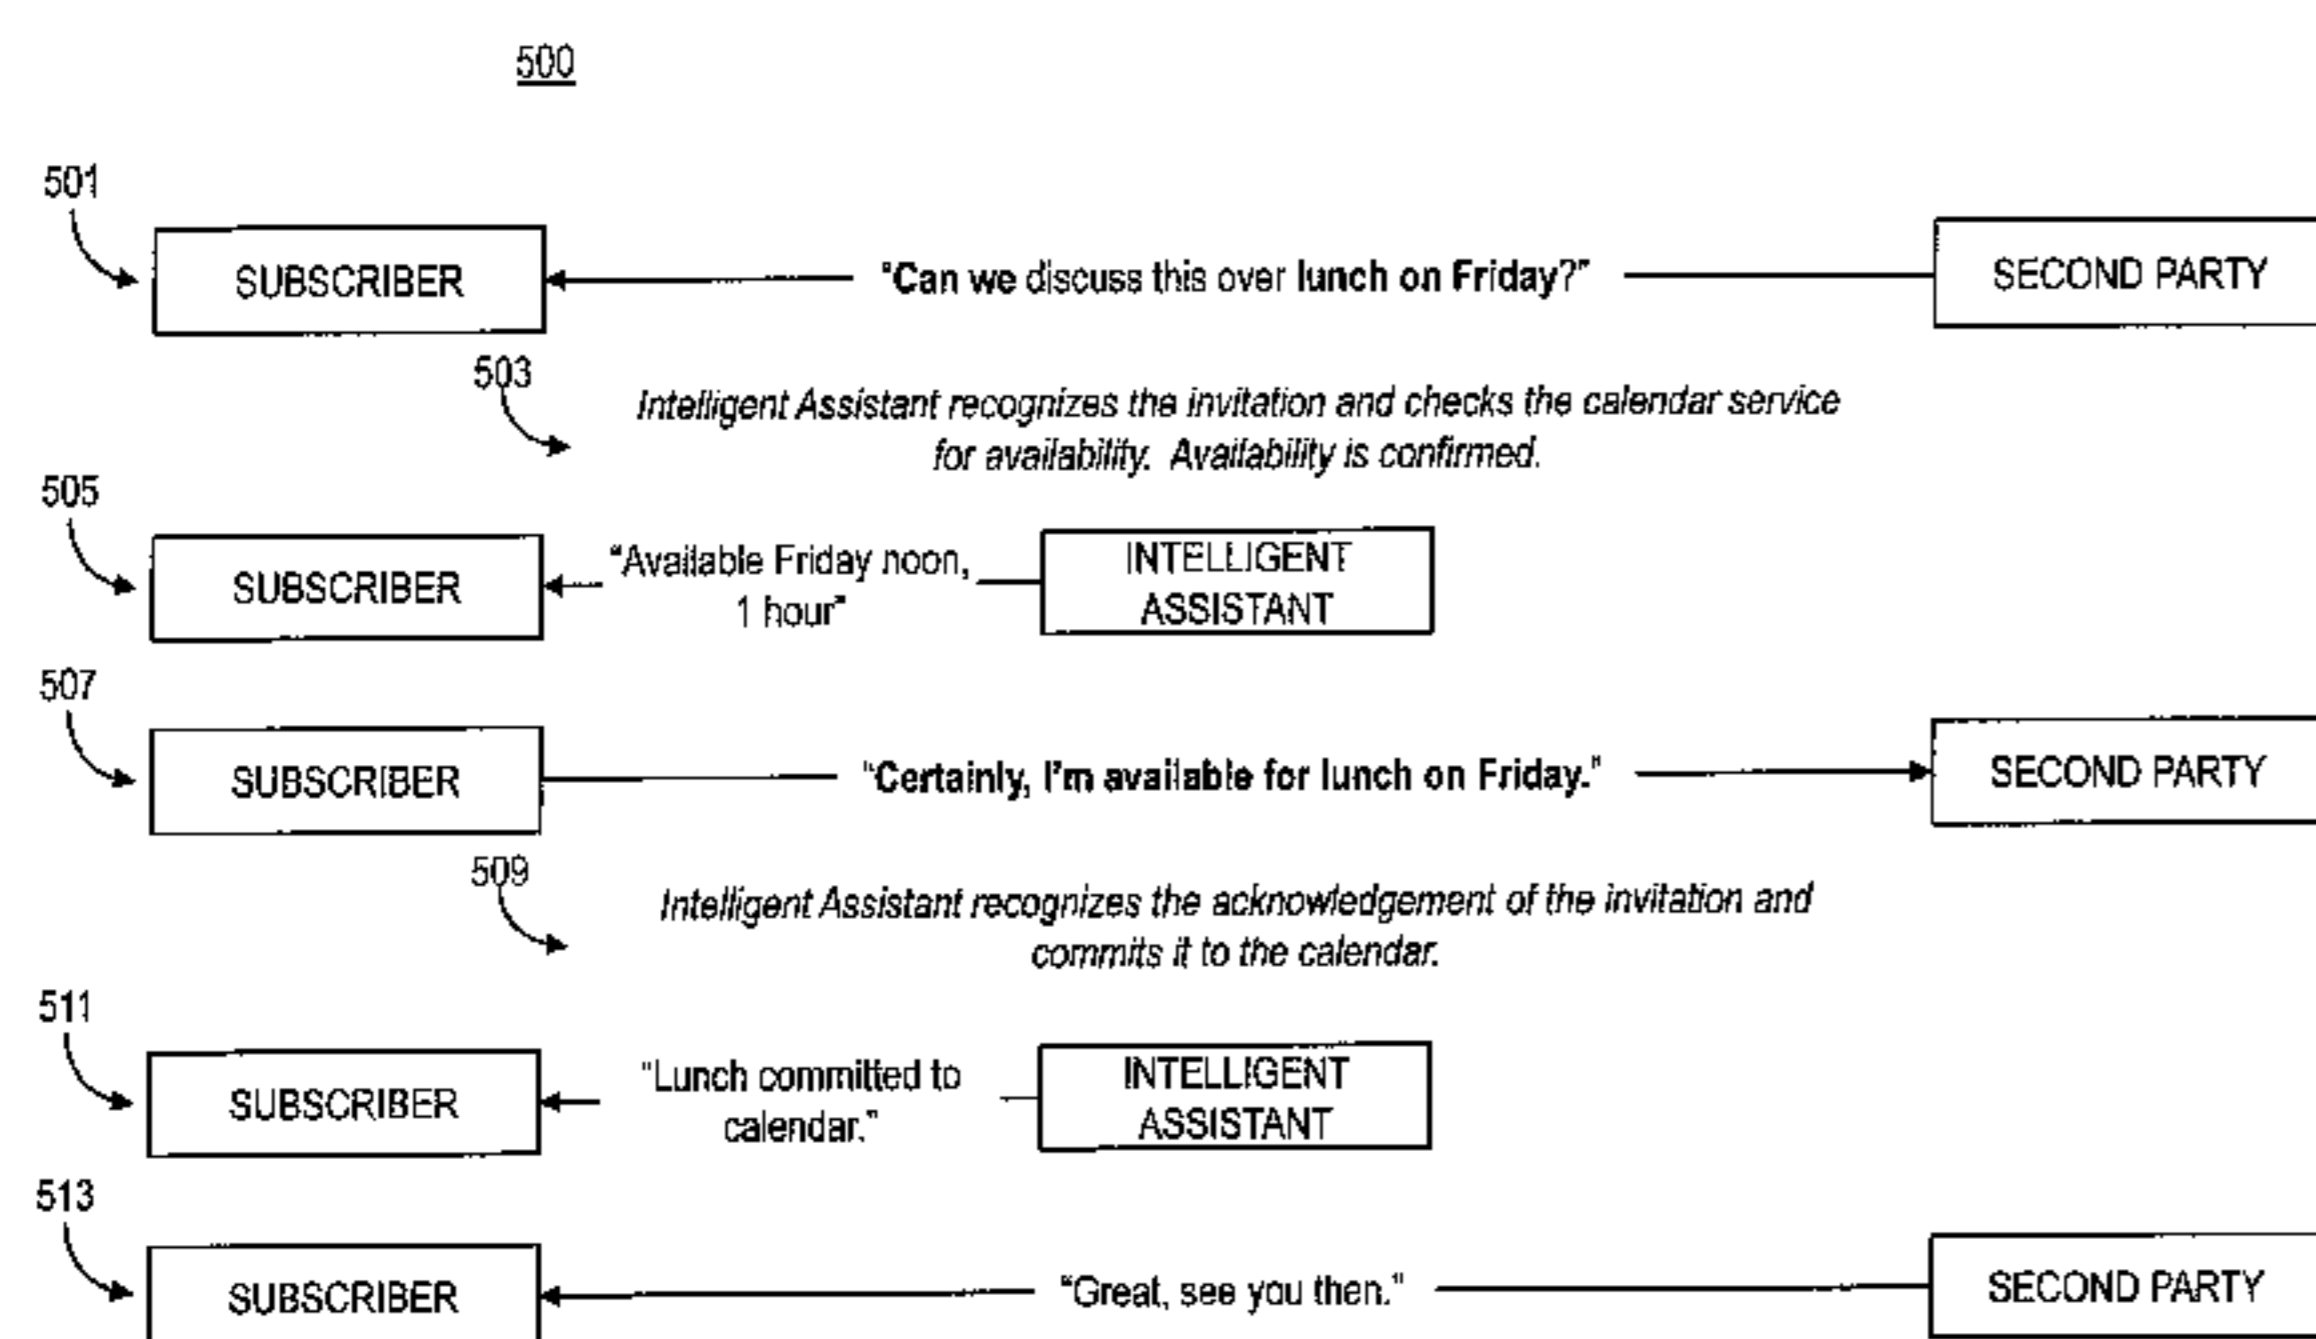 500
501
SUBSCRIBER "Can we discuss this over lunch on Friday?" SECOND PARTY
503
Intelligent Assistant recognizes the invitation and checks the calendar service
for availability. Availability is confirmed.
505
SUBSCRIBER "Available Friday noon, 1 hour" INTELLIGENT ASSISTANT
507
SUBSCRIBER "Certainly, I'm available for lunch on Friday." SECOND PARTY
509
Intelligent Assistant recognizes the acknowledgement of the invitation and
commits it to the calendar.
511
SUBSCRIBER "Lunch committed to calendar." INTELLIGENT ASSISTANT
513
SUBSCRIBER "Great, see you then." SECOND PARTY